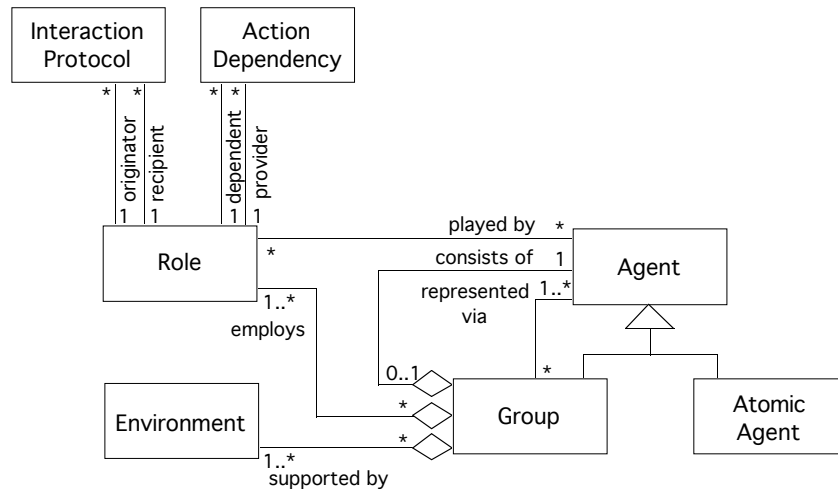 Interaction
Protocol
Action
Dependency
*
*
*
*
originator
recipient
dependent
provider
1
1
1
1
played by
*
Role
*
consists of
1
Agent
represented
via
1..*
1..*
employs
0..1
*
Environment
*
Group
Atomic
Agent
*
1..*
supported by